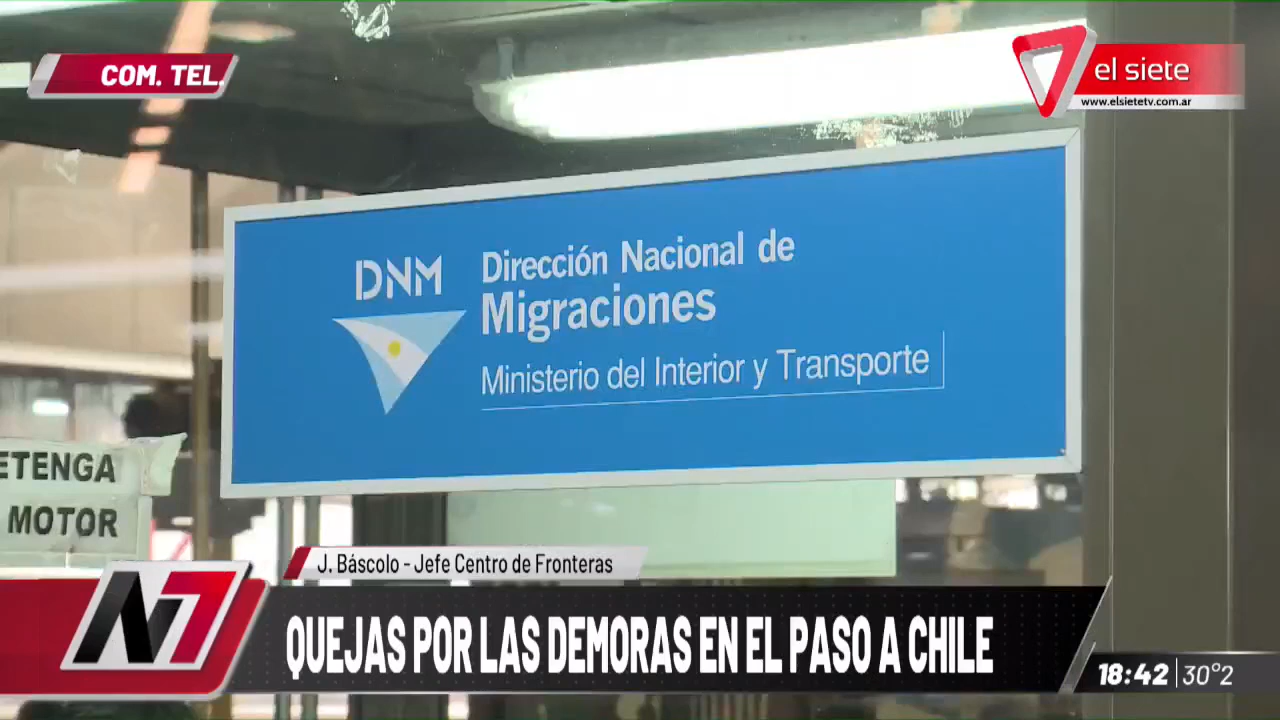 COM. TEL.
el siete
www.elsietetv.com.ar
DNM
Dirección Nacional de
Migraciones
Ministerio del Interior y Transporte
ETENGA
MOTOR
J. Báscolo - Jefe Centro de Fronteras
N7
QUEJAS POR LAS DEMORAS EN EL PASO A CHILE
18:42 30°2